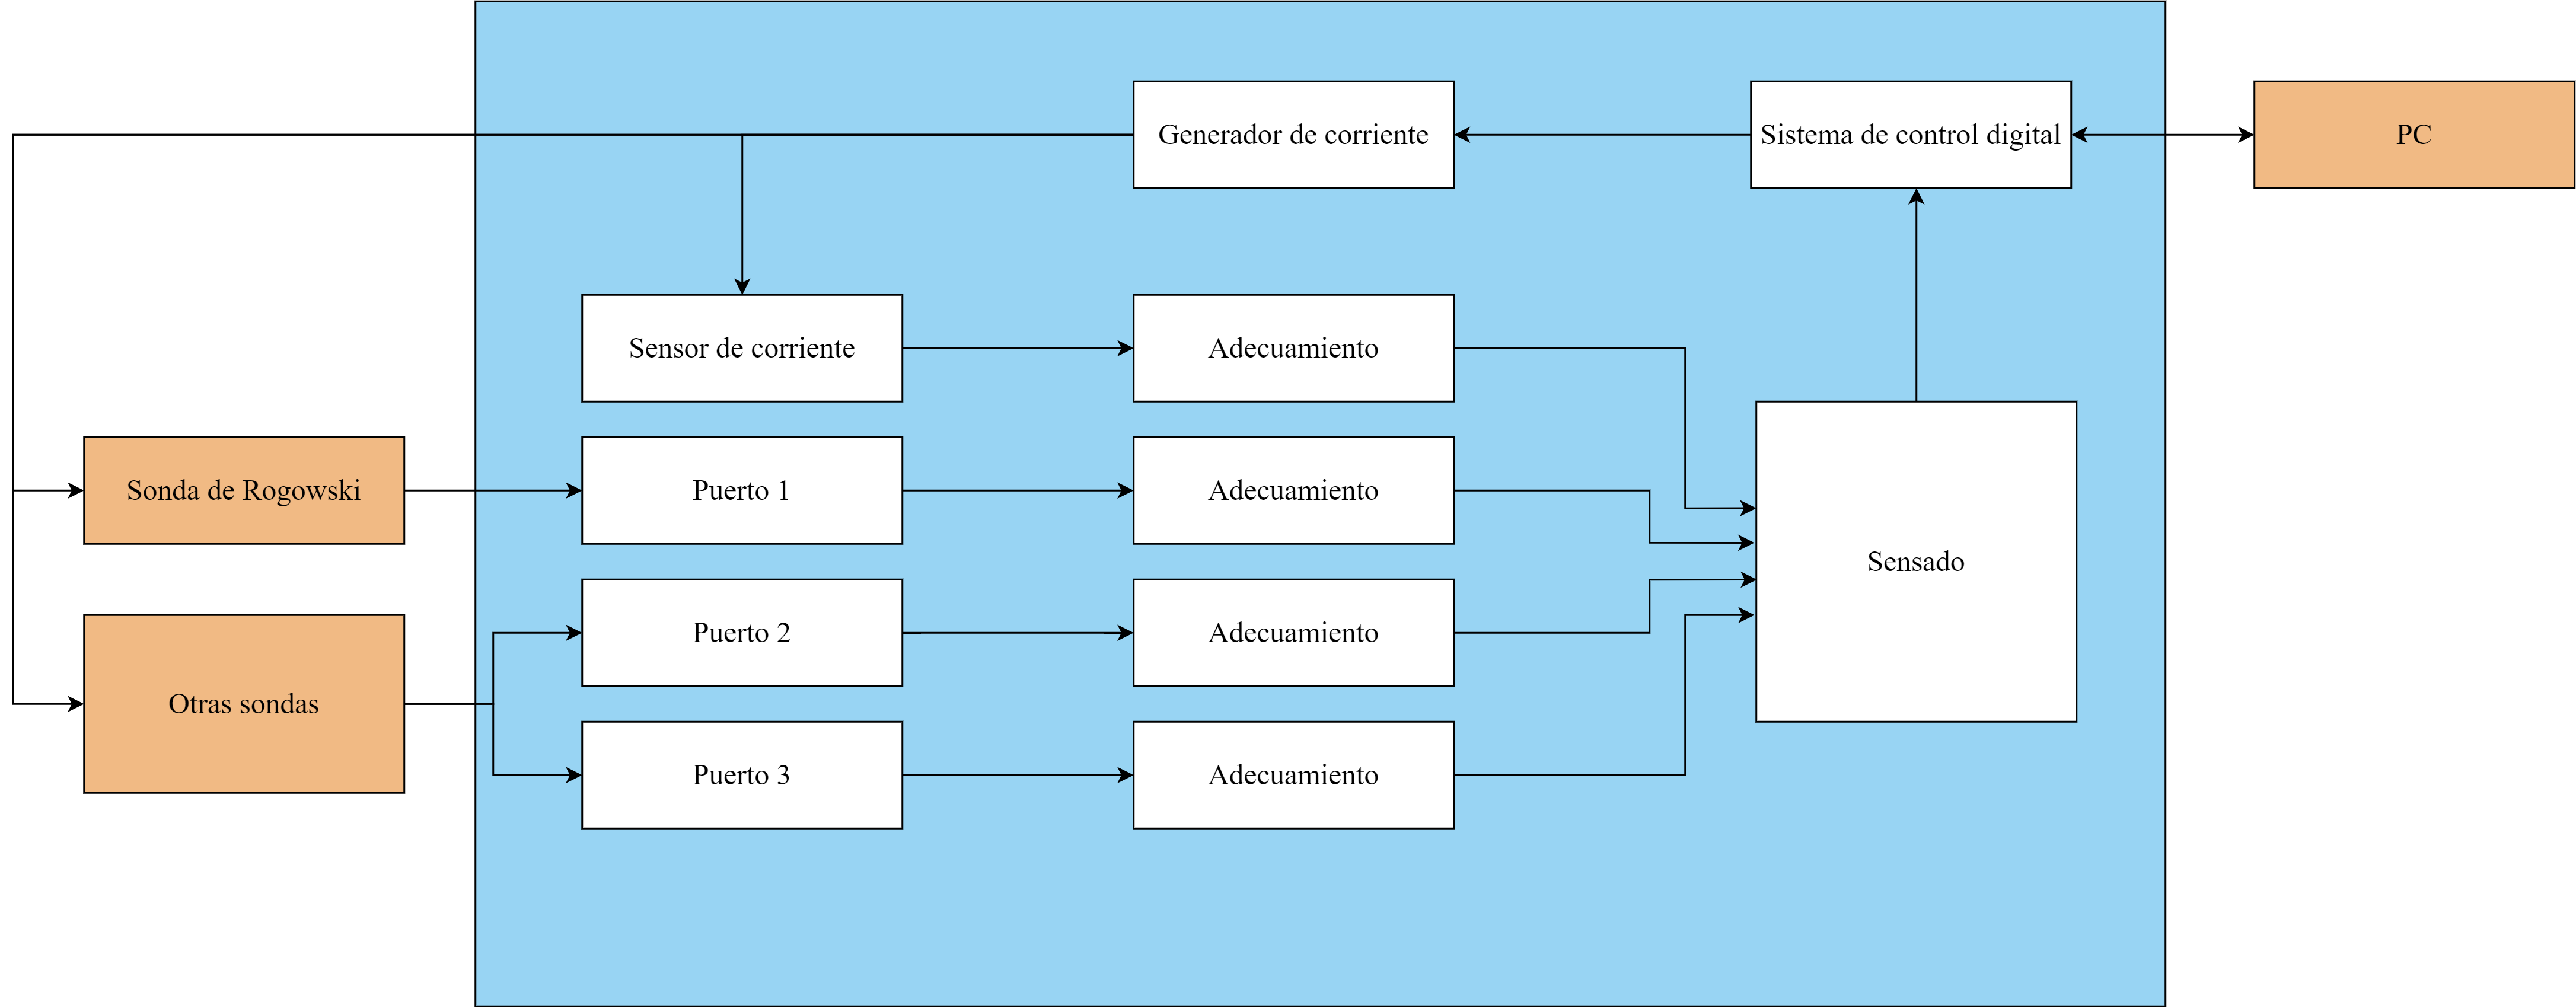 Generador de corriente
Sistema de control digital
PC
Sensor de corriente
Adecuamiento
Sonda de Rogowski
Puerto 1
Adecuamiento
Sensado
Puerto 2
Adecuamiento
Otras sondas
Puerto 3
Adecuamiento